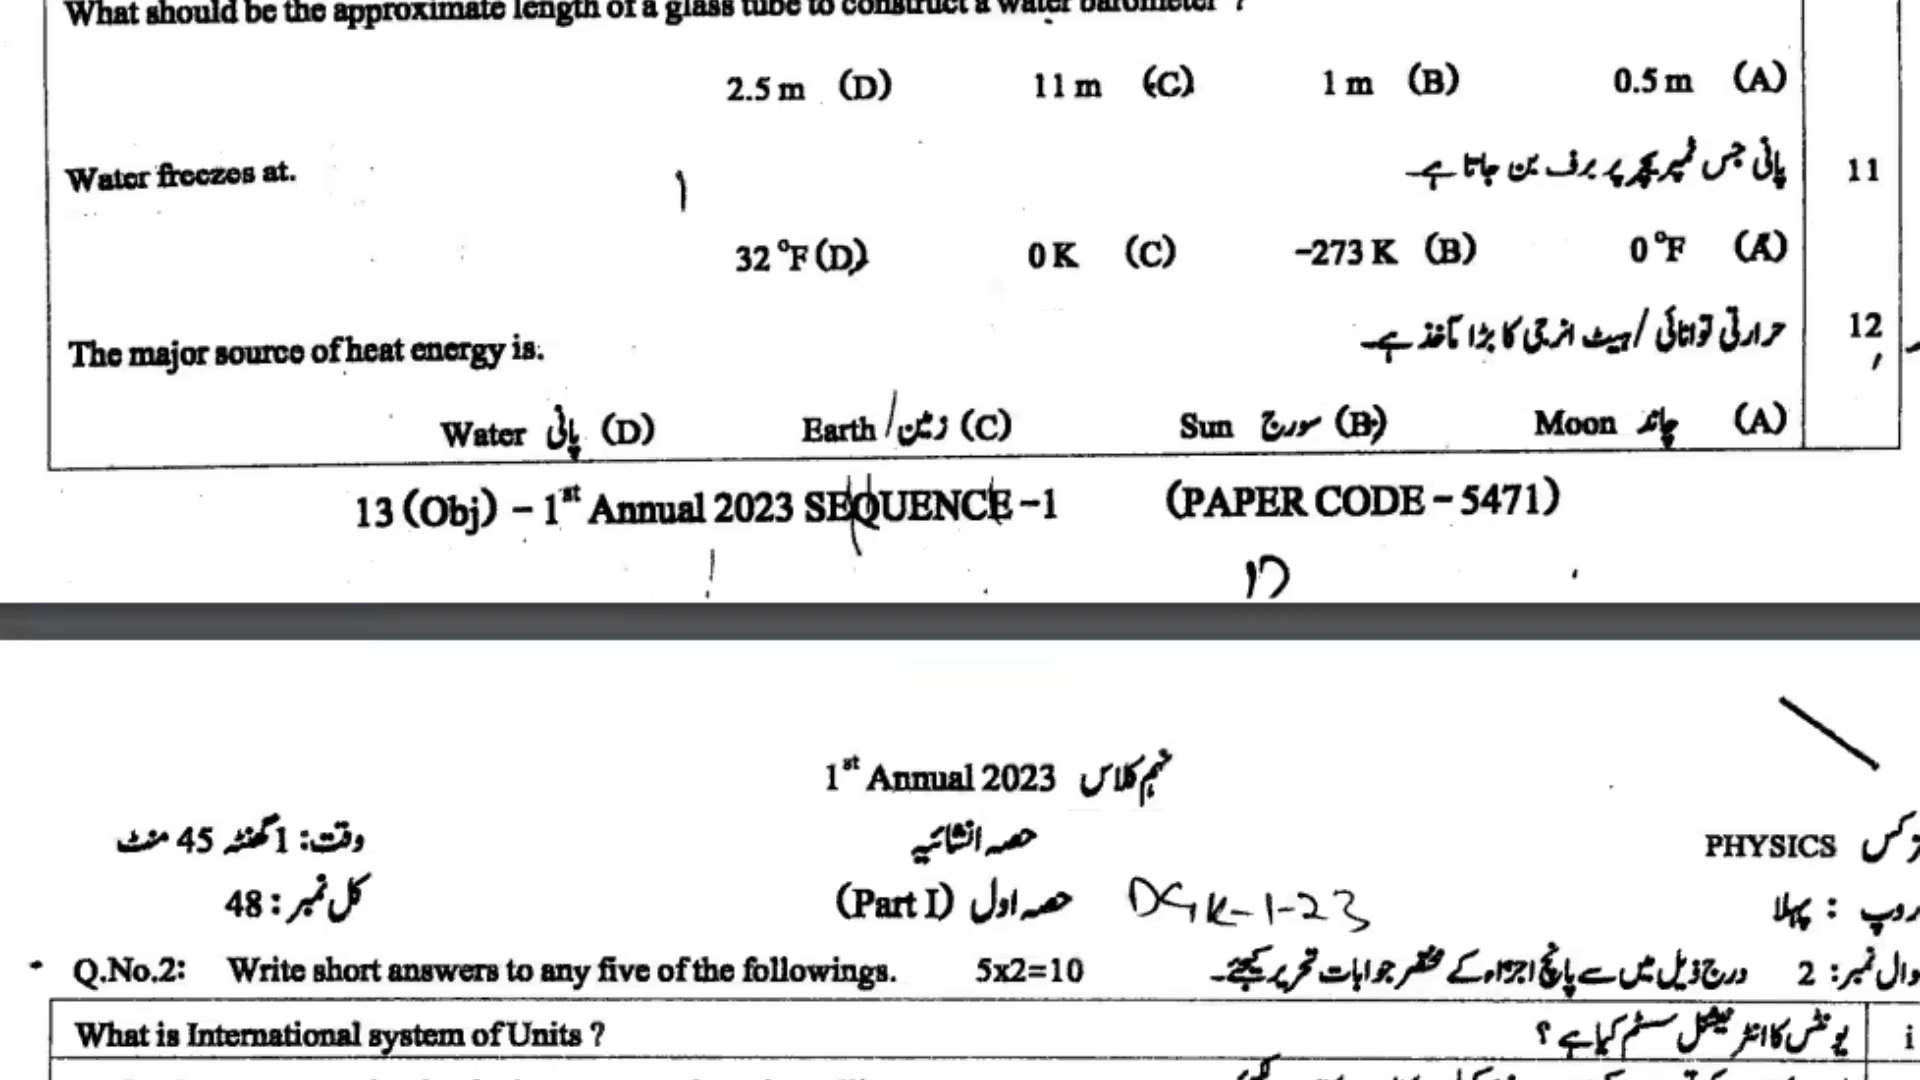 What should be the approximate length of a glass tube to construct a water barometer ?
2.5 m (D) 11 m (C) 1 m (B) 0.5 m (A)
Water freezes at. پانی جس ٹمپریچر پر برف بن جاتا ہے۔ 11
32 °F (D) 0 K (C) -273 K (B) 0 °F (A)
The major source of heat energy is. حرارتی توانائی / ہیٹ انرجی کا بڑا مآخذ ہے۔ 12
Water پانی (D) Earth زمین (C) Sun سورج (B) Moon چاند (A)
13 (Obj) – 1st Annual 2023 SEQUENCE -1 (PAPER CODE – 5471)
1st Annual 2023 نہم کلاس
وقت: 1 گھنٹہ 45 منٹ حصہ انشائیہ PHYSICS
کل نمبر: 48 (Part I) حصہ اول DGK-1-23 پہلا :
Q.No.2: Write short answers to any five of the followings. 5x2=10 درج ذیل میں سے پانچ اجزاء کے مختصر جوابات تحریر کیجئے۔ نمبر: 2
What is International system of Units ? یونٹس کا انٹرنیشنل سسٹم کیا ہے ؟ i